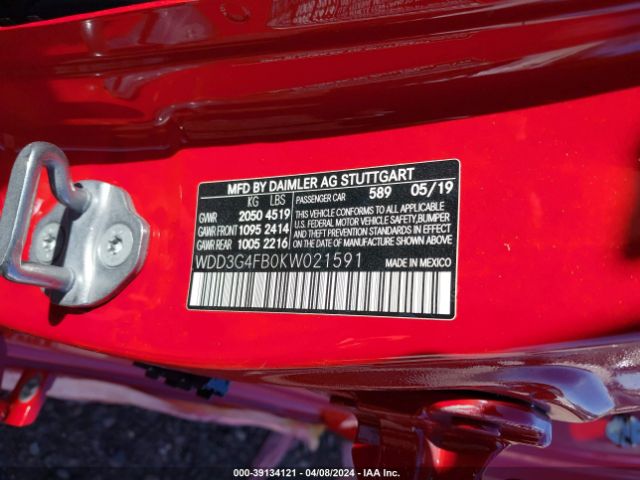 MFD BY DAIMLER AG STUTTGART
KG LBS PASSENGER CAR 589 05/19
GVWR 2050 4519 THIS VEHICLE CONFORMS TO ALL APPLICABLE
GAWR FRONT 1095 2414 U.S. FEDERAL MOTOR VEHICLE SAFETY, BUMPER
GAWR REAR 1005 2216 AND THEFT PREVENTION STANDARDS IN EFFECT
ON THE DATE OF MANUFACTURE SHOWN ABOVE.
WDD3G4FB0KW021591 MADE IN MEXICO
000-39134121 - 04/08/2024 - IAA Inc.